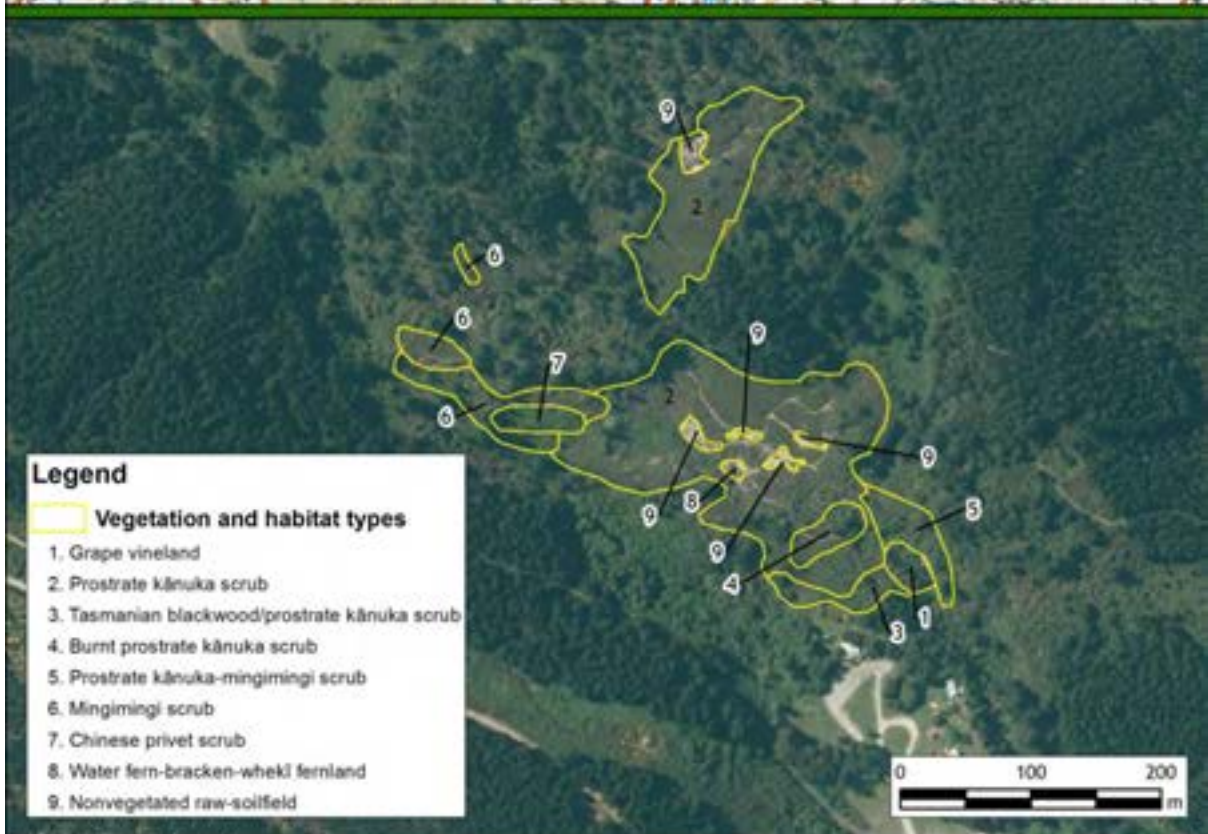 9
2
6
6
9
7
2
6
9
8
5
9
9
4
1
3
Legend
Vegetation and habitat types
1. Grape vineland
2. Prostrate kānuka scrub
3. Tasmanian blackwood/prostrate kānuka scrub
4. Burnt prostrate kānuka scrub
5. Prostrate kānuka-mingimingi scrub
6. Mingimingi scrub
7. Chinese privet scrub
8. Water fern-bracken-whekī fernland
9. Nonvegetated raw-soilfield
0 100 200
m